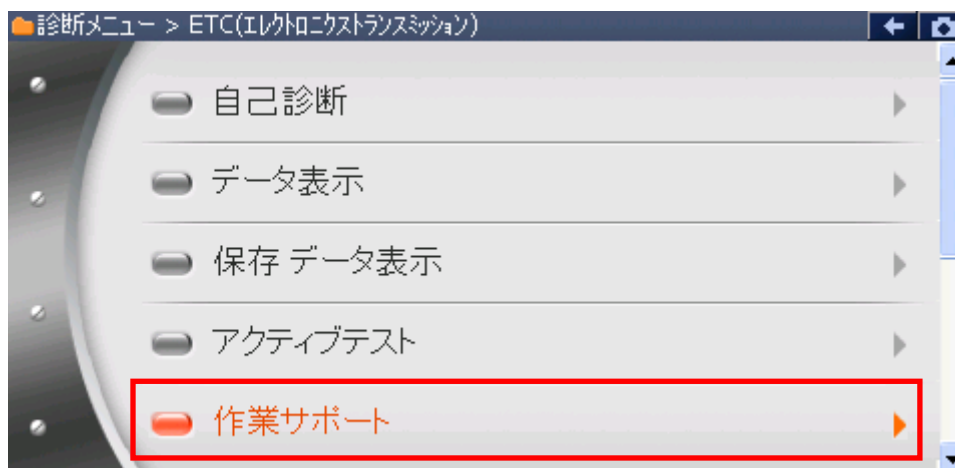 診断メニュー > ETC(ｴﾚｸﾄﾛﾆｸｽﾄﾗﾝｽﾐｯｼｮﾝ)
自己診断
データ表示
保存 データ表示
アクティブテスト
作業サポート